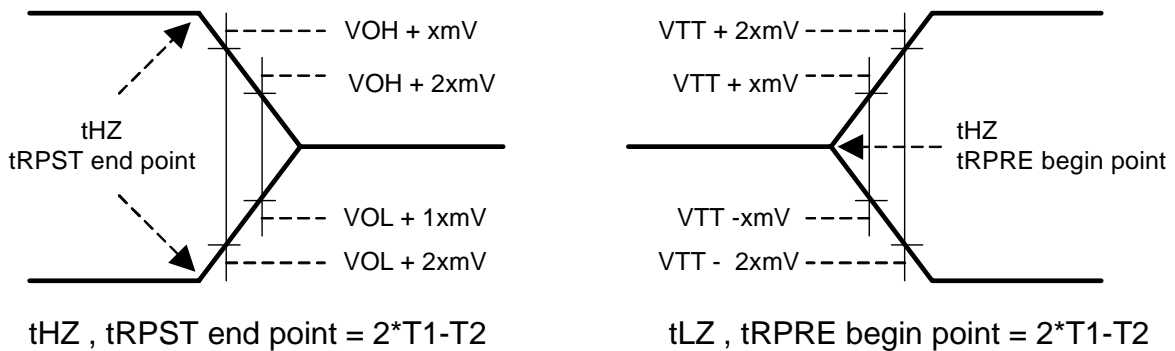 VOH + xmV
VOH + 2xmV
tHZ
tRPST end point
VOL + 1xmV
VOL + 2xmV
tHZ , tRPST end point = 2*T1-T2
VTT + 2xmV
VTT + xmV
tHZ
tRPRE begin point
VTT -xmV
VTT - 2xmV
tLZ , tRPRE begin point = 2*T1-T2